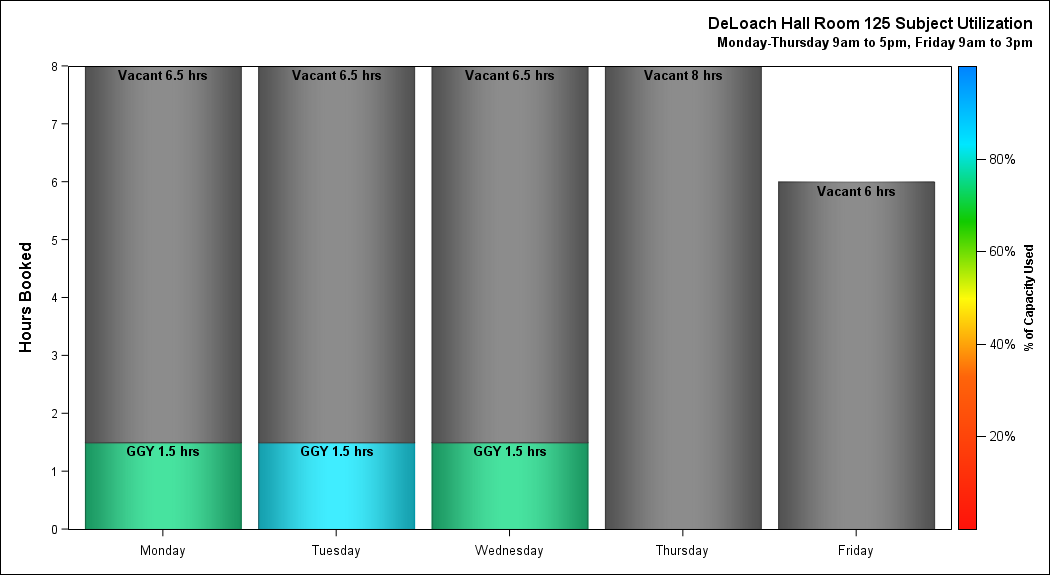 DeLoach Hall Room 125 Subject Utilization
Monday-Thursday 9am to 5pm, Friday 9am to 3pm
Hours Booked
8
7
6
5
4
3
2
1
0
Vacant 6.5 hrs
Vacant 6.5 hrs
Vacant 6.5 hrs
Vacant 8 hrs
Vacant 6 hrs
GGY 1.5 hrs
GGY 1.5 hrs
GGY 1.5 hrs
Monday
Tuesday
Wednesday
Thursday
Friday
80%
60%
40%
20%
% of Capacity Used